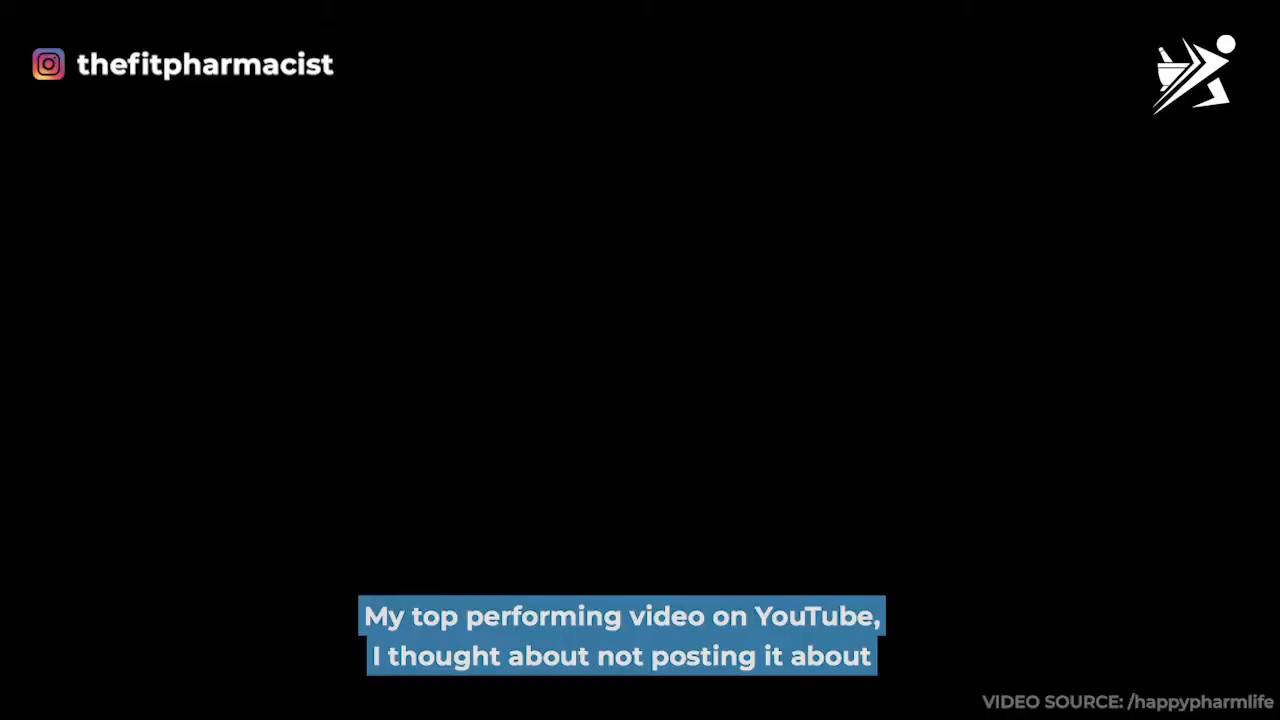 thefitpharmacist
My top performing video on YouTube,
I thought about not posting it about
VIDEO SOURCE: /happypharmlife